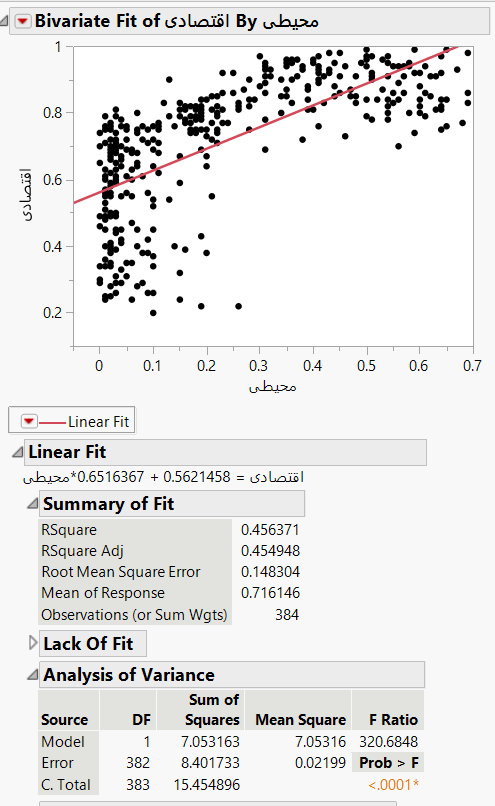 Bivariate Fit of اقتصادی By محیطی
1
0.8
0.6
0.4
0.2
اقتصادی
0 0.1 0.2 0.3 0.4 0.5 0.6 0.7
محیطی
Linear Fit
Linear Fit
اقتصادی = 0.5621458 + 0.6516367*محیطی
Summary of Fit
RSquare 0.456371
RSquare Adj 0.454948
Root Mean Square Error 0.148304
Mean of Response 0.716146
Observations (or Sum Wgts) 384
Lack Of Fit
Analysis of Variance
Source DF Sum of Squares Mean Square F Ratio
Model 1 7.053163 7.05316 320.6848
Error 382 8.401733 0.02199 Prob > F
C. Total 383 15.454896 <.0001*